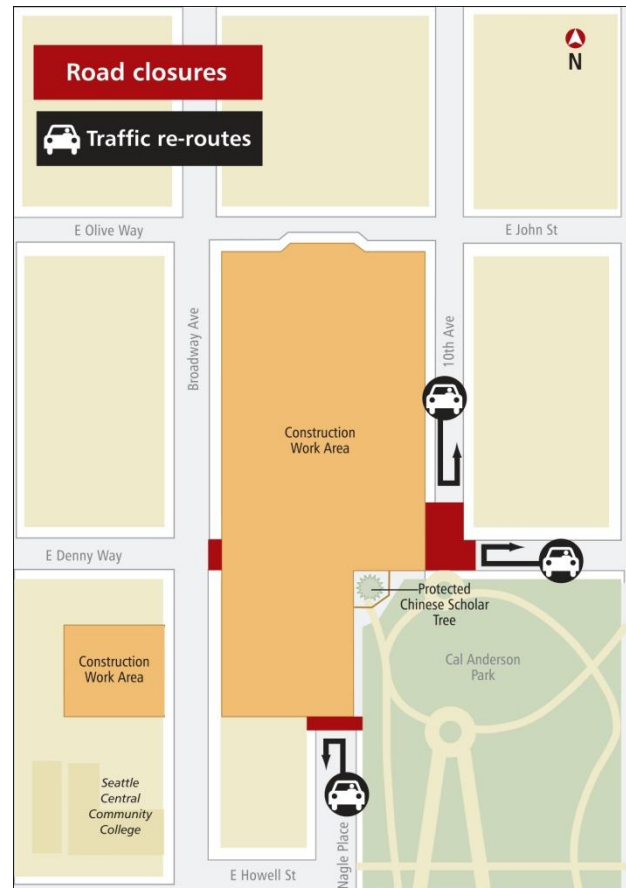 Road closures
Traffic re-routes
N
E Olive Way
E John St
Broadway Ave
10th Ave
Construction
Work Area
E Denny Way
Protected
Chinese Scholar
Tree
Construction
Work Area
Cal Anderson
Park
Seattle
Central
Community
College
Nagle Place
E Howell St